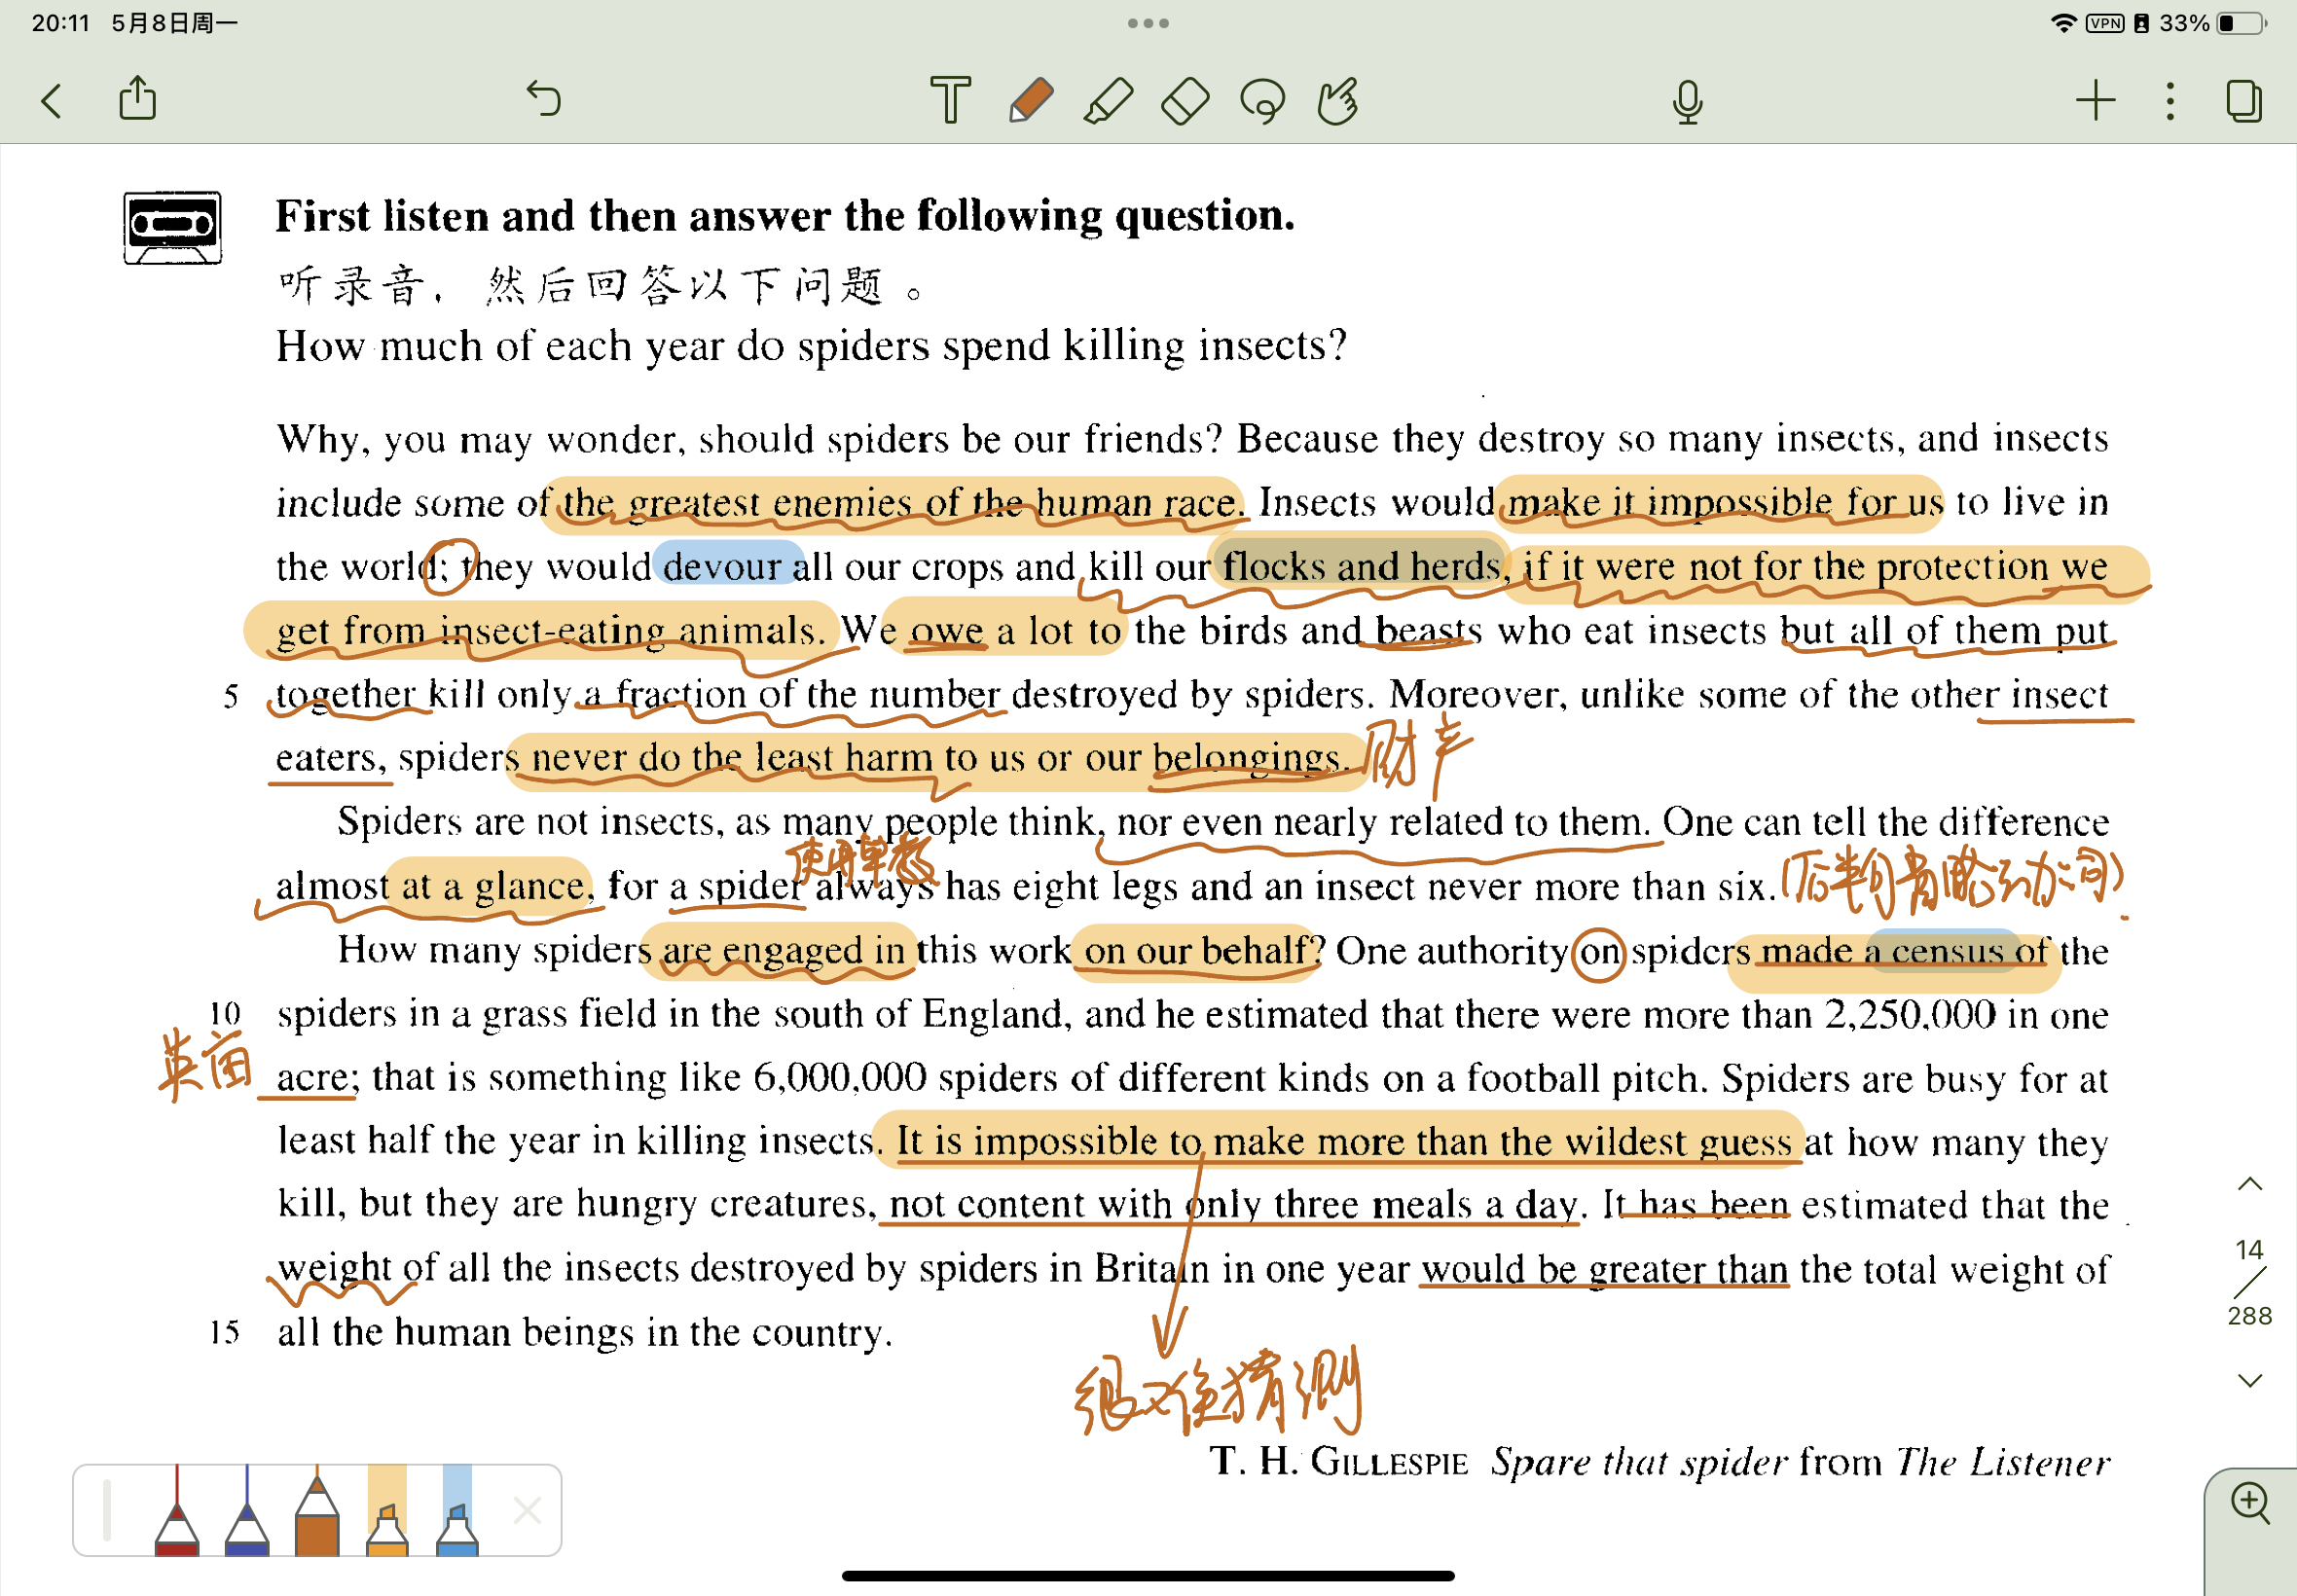 20:11 5月8日周一
VPN 33%
First listen and then answer the following question.
听录音，然后回答以下问题。
How much of each year do spiders spend killing insects?
Why, you may wonder, should spiders be our friends? Because they destroy so many insects, and insects
include some of the greatest enemies of the human race. Insects would make it impossible for us to live in
the world; they would devour all our crops and kill our flocks and herds, if it were not for the protection we
get from insect-eating animals. We owe a lot to the birds and beasts who eat insects but all of them put
5 together kill only a fraction of the number destroyed by spiders. Moreover, unlike some of the other insect
eaters, spiders never do the least harm to us or our belongings. 财产
Spiders are not insects, as many people think, nor even nearly related to them. One can tell the difference
使用单数
almost at a glance, for a spider always has eight legs and an insect never more than six. (后半句省略动词)
How many spiders are engaged in this work on our behalf? One authority on spiders made a census of the
10 spiders in a grass field in the south of England, and he estimated that there were more than 2,250,000 in one
英亩 acre; that is something like 6,000,000 spiders of different kinds on a football pitch. Spiders are busy for at
least half the year in killing insects. It is impossible to make more than the wildest guess at how many they
kill, but they are hungry creatures, not content with only three meals a day. It has been estimated that the
weight of all the insects destroyed by spiders in Britain in one year would be greater than the total weight of
15 all the human beings in the country.
很难猜测
T. H. GILLESPIE Spare that spider from The Listener
14
288